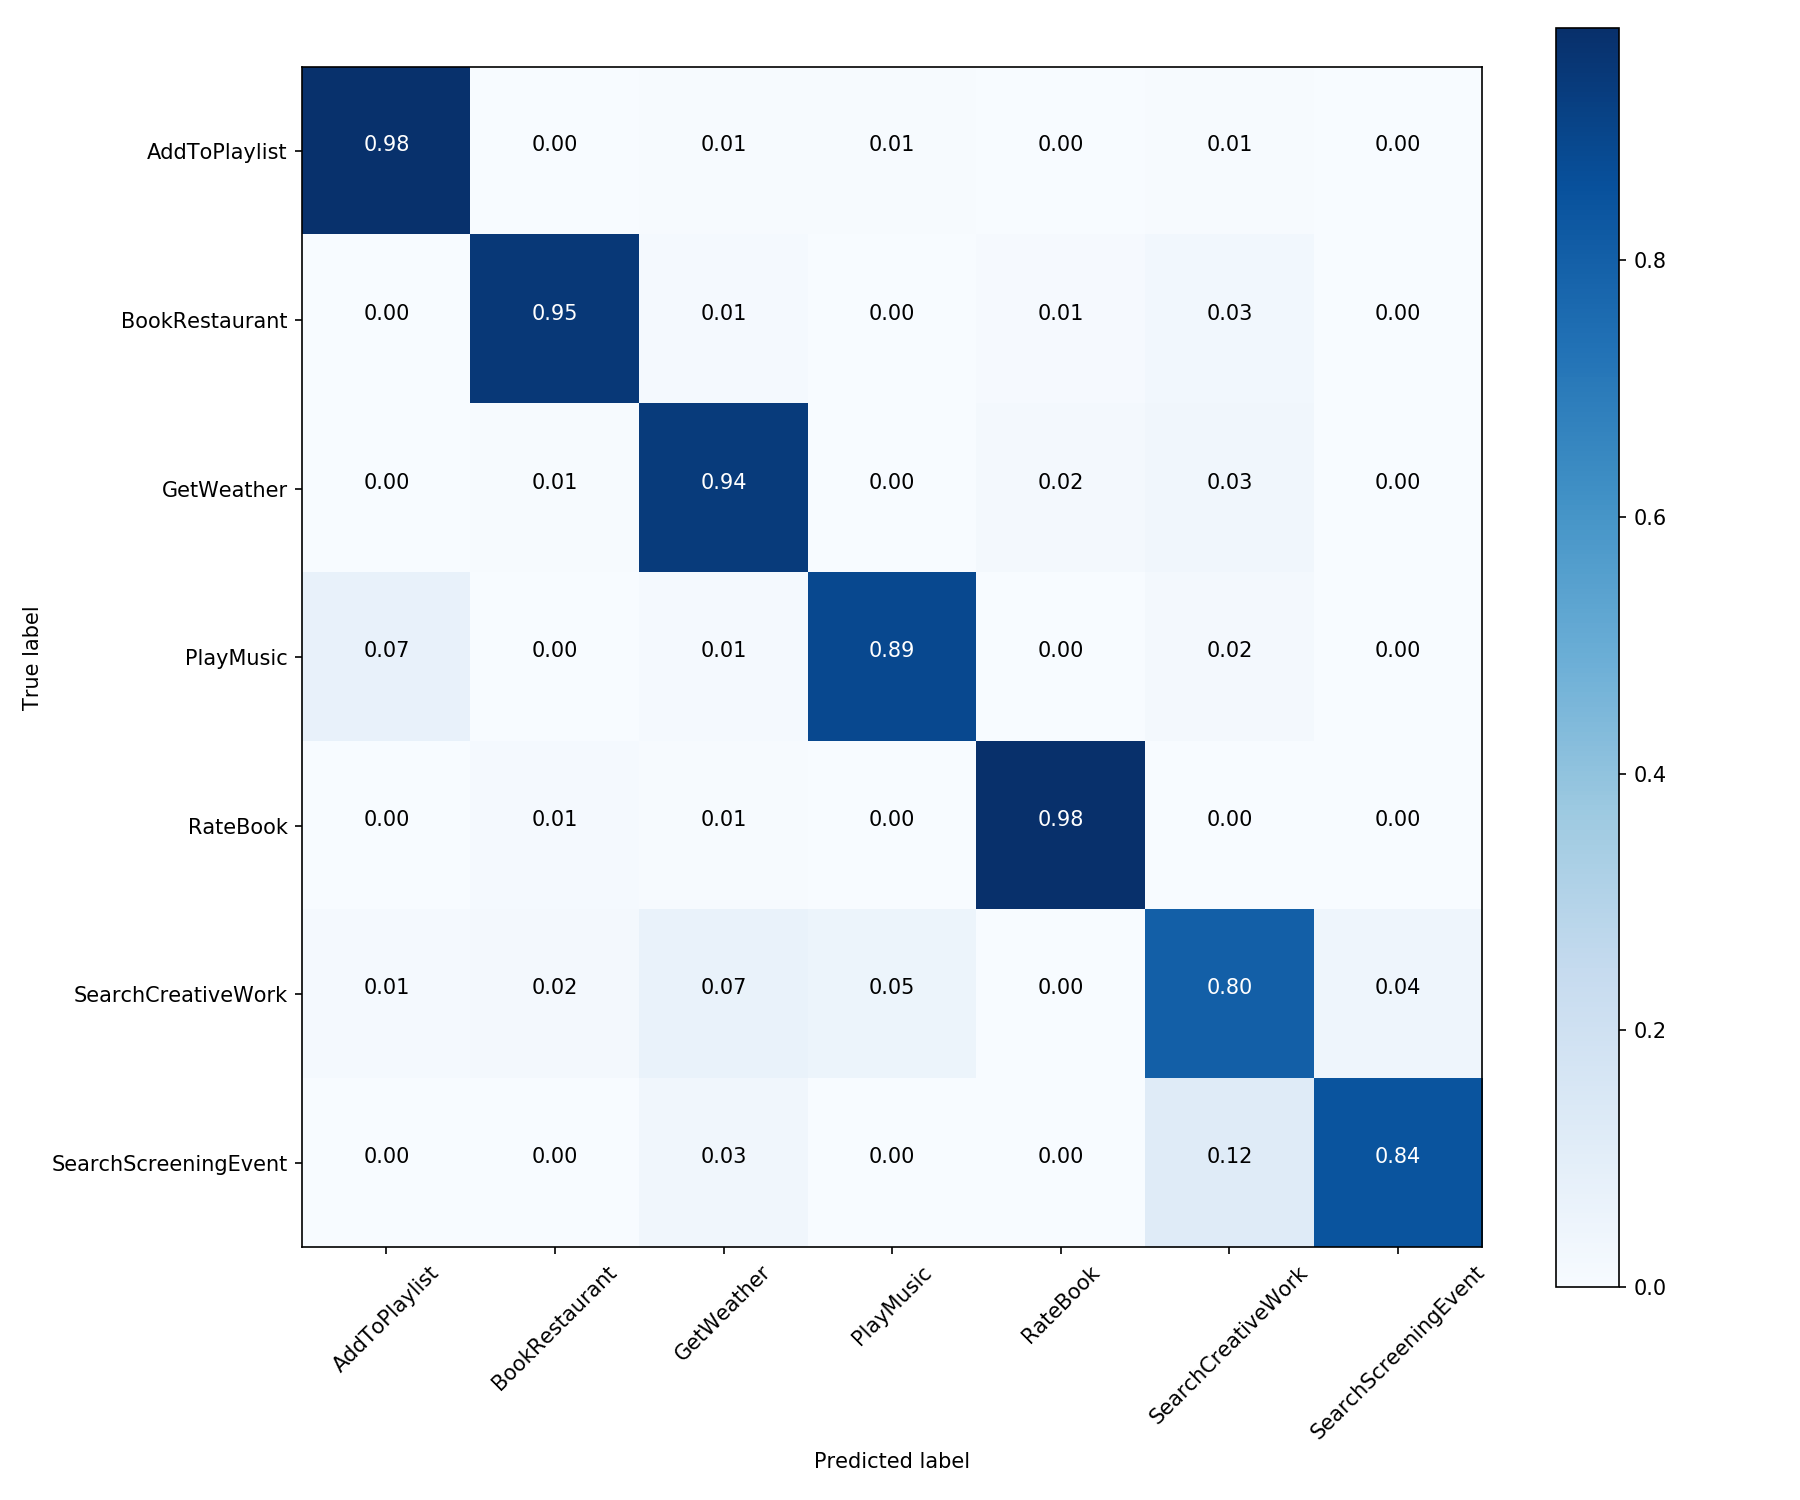 AddToPlaylist 0.98 0.00 0.01 0.01 0.00 0.01 0.00
BookRestaurant 0.00 0.95 0.01 0.00 0.01 0.03 0.00
GetWeather 0.00 0.01 0.94 0.00 0.02 0.03 0.00
PlayMusic 0.07 0.00 0.01 0.89 0.00 0.02 0.00
RateBook 0.00 0.01 0.01 0.00 0.98 0.00 0.00
SearchCreativeWork 0.01 0.02 0.07 0.05 0.00 0.80 0.04
SearchScreeningEvent 0.00 0.00 0.03 0.00 0.00 0.12 0.84
True label
AddToPlaylist
BookRestaurant
GetWeather
PlayMusic
RateBook
SearchCreativeWork
SearchScreeningEvent
Predicted label
0.8
0.6
0.4
0.2
0.0